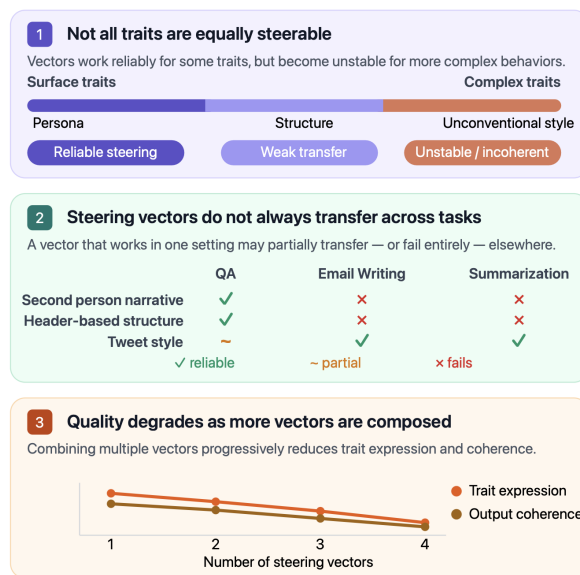 1 Not all traits are equally steerable
Vectors work reliably for some traits, but become unstable for more complex behaviors.
Surface traits Complex traits
Persona Structure Unconventional style
Reliable steering Weak transfer Unstable / incoherent
2 Steering vectors do not always transfer across tasks
A vector that works in one setting may partially transfer — or fail entirely — elsewhere.
QA Email Writing Summarization
Second person narrative ✓ ✕ ✕
Header-based structure ✓ ✕ ✕
Tweet style ~ ✓ ✓
✓ reliable ~ partial ✕ fails
3 Quality degrades as more vectors are composed
Combining multiple vectors progressively reduces trait expression and coherence.
Trait expression
Output coherence
1 2 3 4
Number of steering vectors